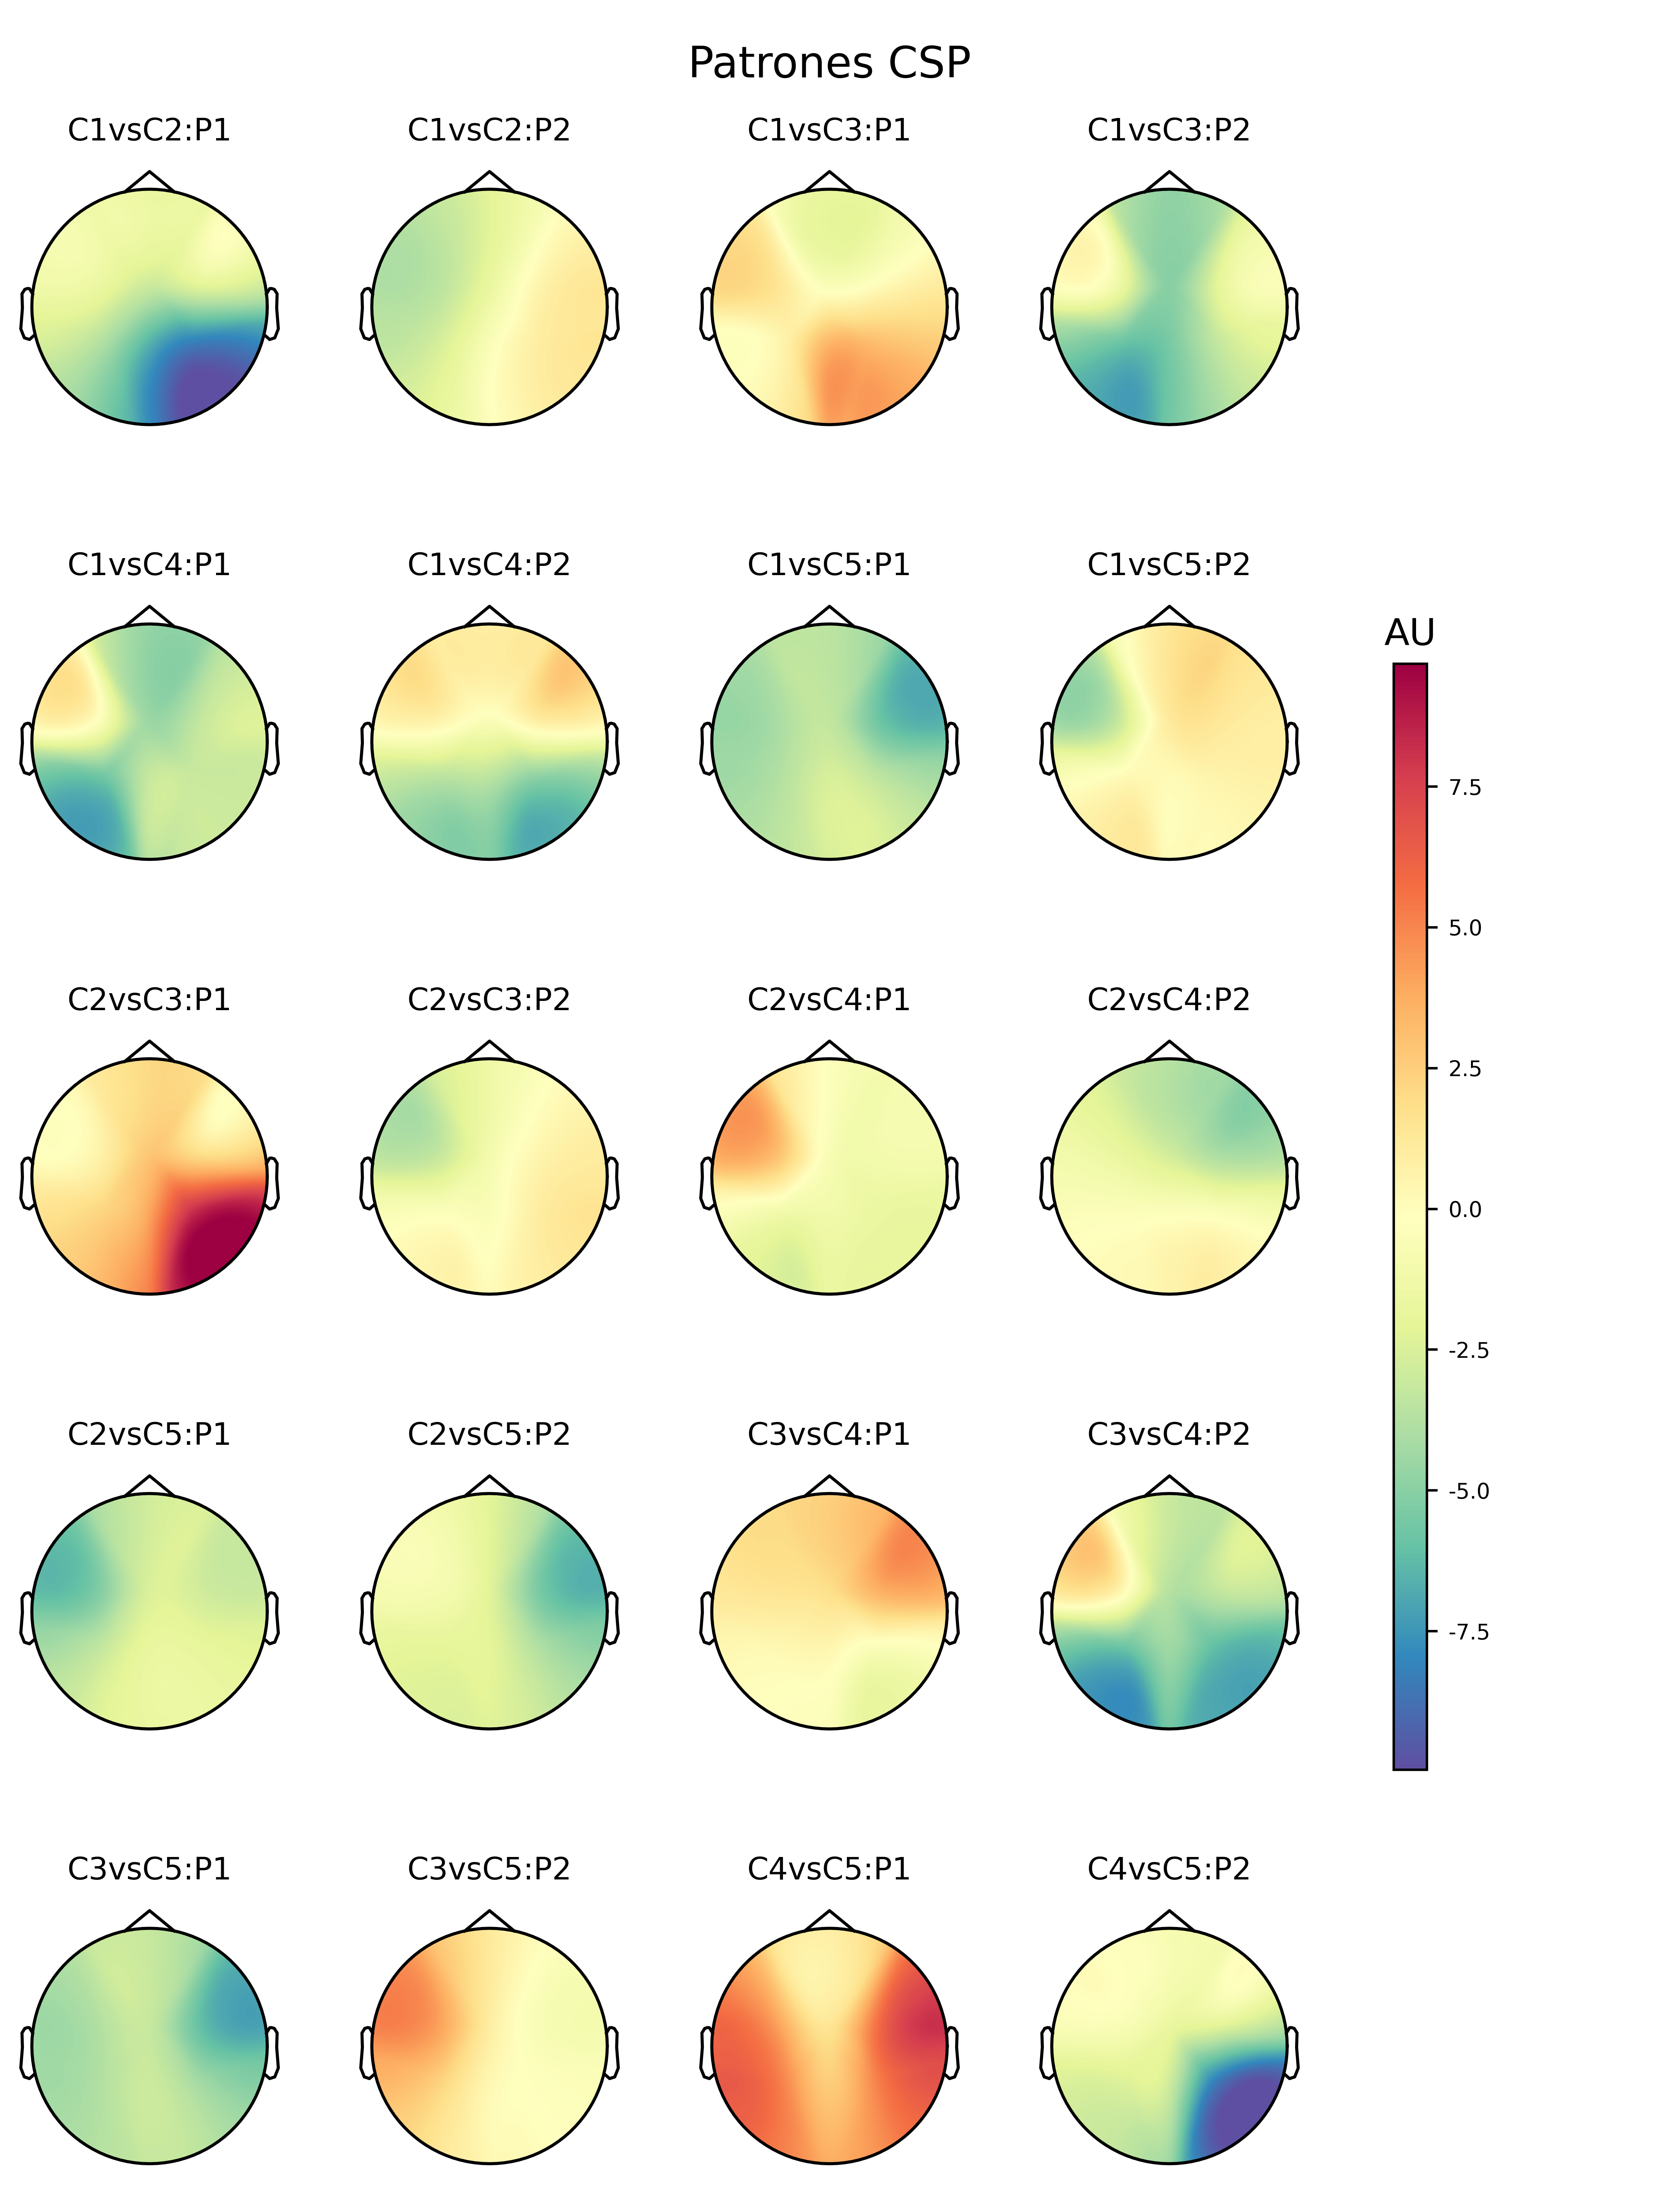 Patrones CSP
C1vsC2:P1
C1vsC2:P2
C1vsC3:P1
C1vsC3:P2
C1vsC4:P1
C1vsC4:P2
C1vsC5:P1
C1vsC5:P2
AU
7.5
5.0
2.5
0.0
-2.5
-5.0
-7.5
C2vsC3:P1
C2vsC3:P2
C2vsC4:P1
C2vsC4:P2
C2vsC5:P1
C2vsC5:P2
C3vsC4:P1
C3vsC4:P2
C3vsC5:P1
C3vsC5:P2
C4vsC5:P1
C4vsC5:P2